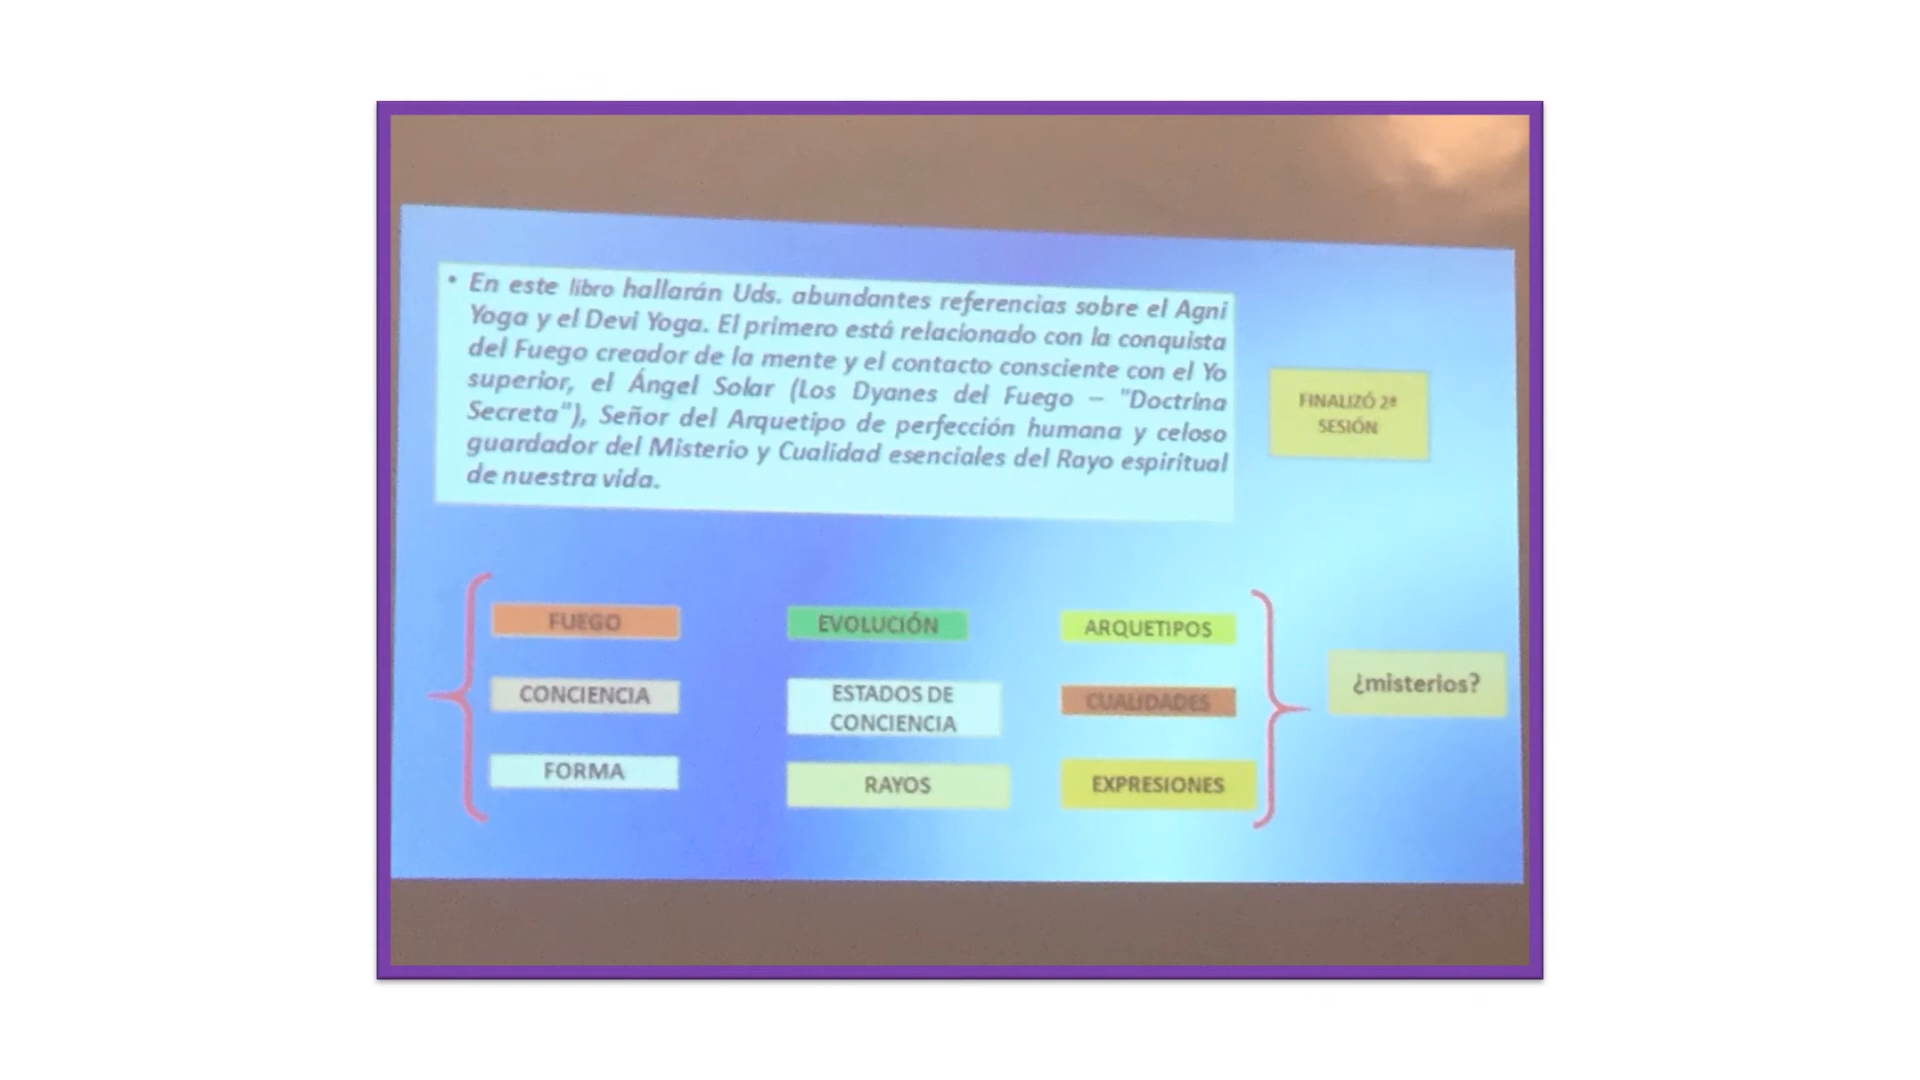 • En este libro hallarán Uds. abundantes referencias sobre el Agni
Yoga y el Devi Yoga. El primero está relacionado con la conquista
del Fuego creador de la mente y el contacto consciente con el Yo
superior, el Ángel Solar (Los Dyanes del Fuego – "Doctrina
Secreta"), Señor del Arquetipo de perfección humana y celoso
guardador del Misterio y Cualidad esenciales del Rayo espiritual
de nuestra vida.
FINALIZÓ 2ª
SESIÓN
FUEGO
EVOLUCIÓN
ARQUETIPOS
CONCIENCIA
ESTADOS DE
CONCIENCIA
CUALIDADES
FORMA
RAYOS
EXPRESIONES
¿misterios?